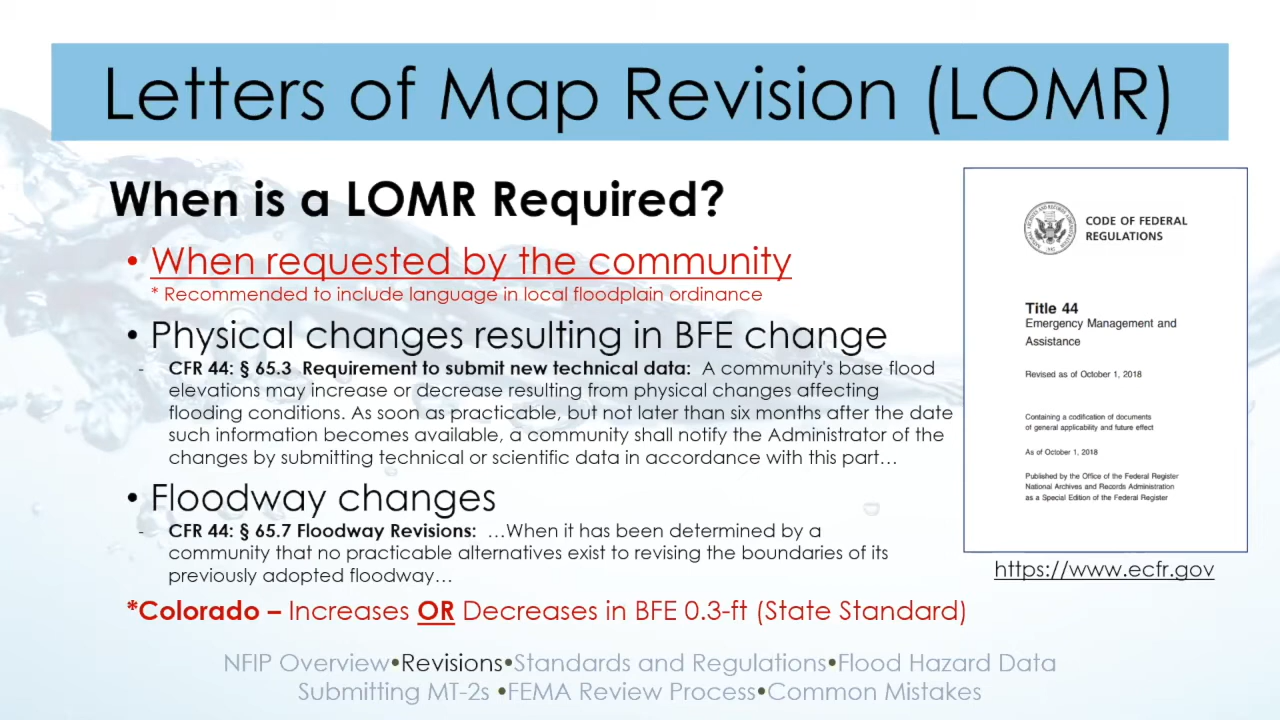 Letters of Map Revision (LOMR)
When is a LOMR Required?
• When requested by the community
* Recommended to include language in local floodplain ordinance
• Physical changes resulting in BFE change
- CFR 44: § 65.3 Requirement to submit new technical data: A community's base flood
elevations may increase or decrease resulting from physical changes affecting
flooding conditions. As soon as practicable, but not later than six months after the date
such information becomes available, a community shall notify the Administrator of the
changes by submitting technical or scientific data in accordance with this part…
• Floodway changes
- CFR 44: § 65.7 Floodway Revisions: …When it has been determined by a
community that no practicable alternatives exist to revising the boundaries of its
previously adopted floodway…
*Colorado – Increases OR Decreases in BFE 0.3-ft (State Standard)
CODE OF FEDERAL
REGULATIONS
Title 44
Emergency Management and
Assistance
Revised as of October 1, 2018
Containing a codification of documents
of general applicability and future effect
As of October 1, 2018
Published by the Office of the Federal Register
National Archives and Records Administration
as a Special Edition of the Federal Register
https://www.ecfr.gov
NFIP Overview•Revisions•Standards and Regulations•Flood Hazard Data
Submitting MT-2s •FEMA Review Process•Common Mistakes